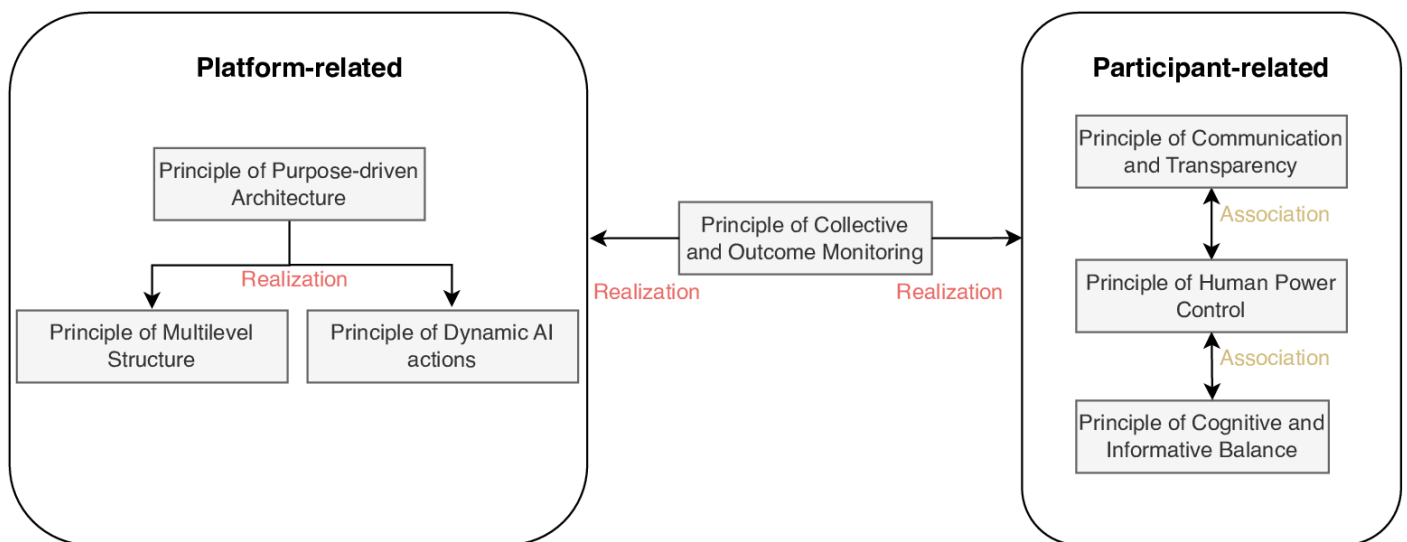 Platform-related
Principle of Purpose-driven
Architecture
Realization
Principle of Multilevel
Structure
Principle of Dynamic AI
actions
Principle of Collective
and Outcome Monitoring
Realization
Realization
Participant-related
Principle of Communication
and Transparency
Association
Principle of Human Power
Control
Association
Principle of Cognitive and
Informative Balance